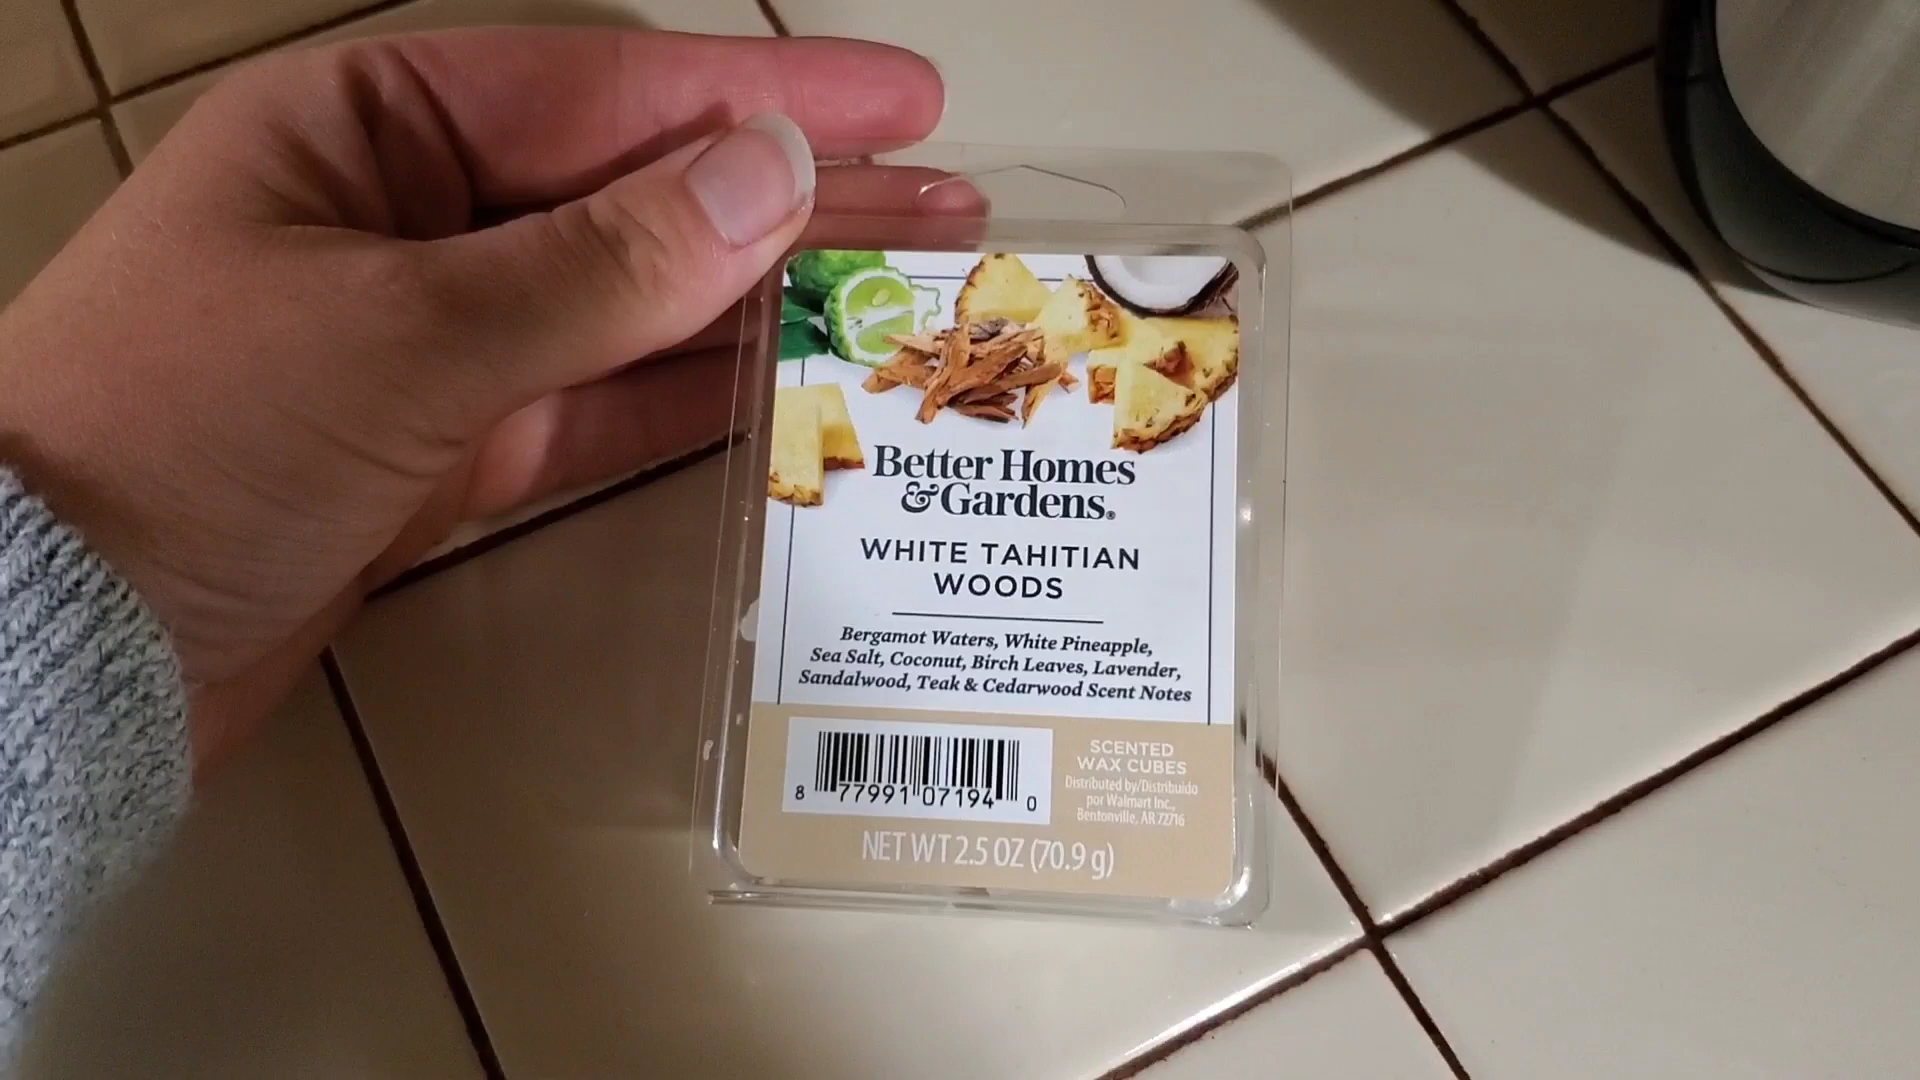 Better Homes
& Gardens®
WHITE TAHITIAN
WOODS
Bergamot Waters, White Pineapple,
Sea Salt, Coconut, Birch Leaves, Lavender,
Sandalwood, Teak & Cedarwood Scent Notes
8 77991 07194 0
SCENTED
WAX CUBES
Distributed by/Distribuido
por Walmart Inc.,
Bentonville, AR 72716
NET WT 2.5 OZ (70.9 g)